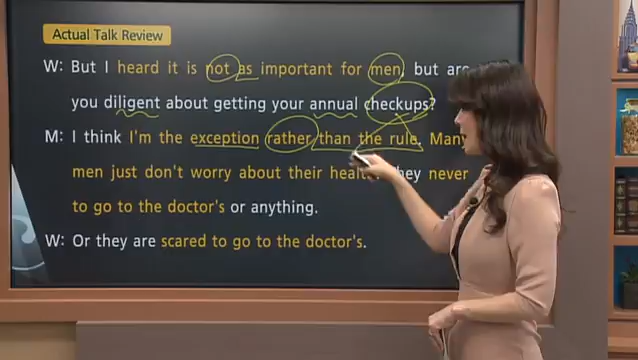 Actual Talk Review
W: But I heard it is not as important for men, but are
you diligent about getting your annual checkups?
M: I think I'm the exception rather than the rule. Many
men just don't worry about their health. They never
to go to the doctor's or anything.
W: Or they are scared to go to the doctor's.